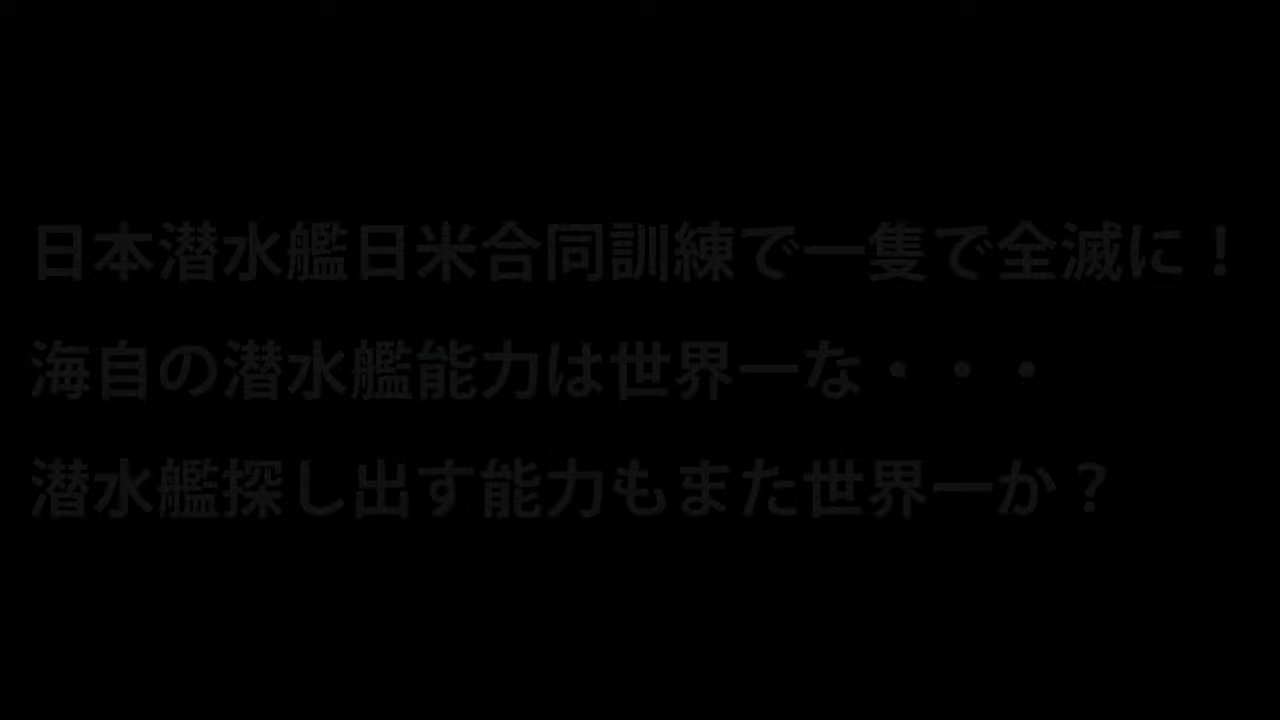 日本潜水艦日米合同訓練で一隻で全滅に！
海自の潜水艦能力は世界一な・・・
潜水艦探し出す能力もまた世界一か？